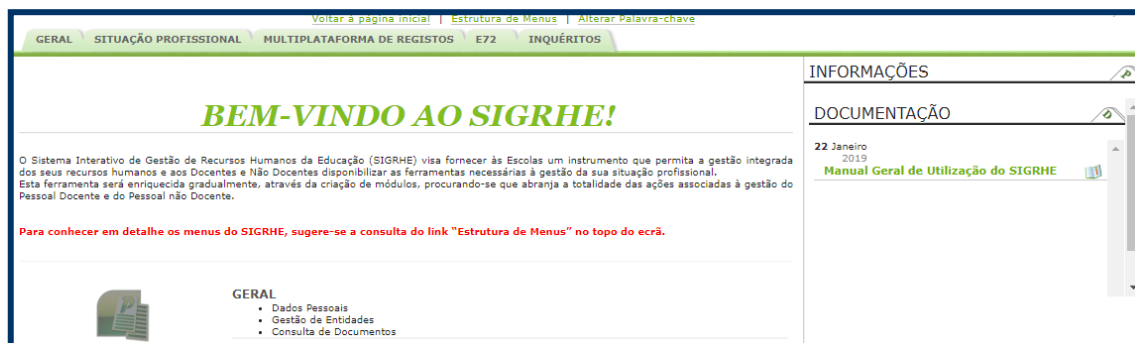 Voltar à página inicial | Estrutura de Menus | Alterar Palavra-chave
GERAL SITUAÇÃO PROFISSIONAL MULTIPLATAFORMA DE REGISTOS E72 INQUÉRITOS
BEM-VINDO AO SIGRHE!
O Sistema Interativo de Gestão de Recursos Humanos da Educação (SIGRHE) visa fornecer às Escolas um instrumento que permita a gestão integrada
dos seus recursos humanos e aos Docentes e Não Docentes disponibilizar as ferramentas necessárias à gestão da sua situação profissional.
Esta ferramenta será enriquecida gradualmente, através da criação de módulos, procurando-se que abranja a totalidade das ações associadas à gestão do
Pessoal Docente e do Pessoal não Docente.
Para conhecer em detalhe os menus do SIGRHE, sugere-se a consulta do link "Estrutura de Menus" no topo do ecrã.
GERAL
• Dados Pessoais
• Gestão de Entidades
• Consulta de Documentos
INFORMAÇÕES
DOCUMENTAÇÃO
22 Janeiro
2019
Manual Geral de Utilização do SIGRHE